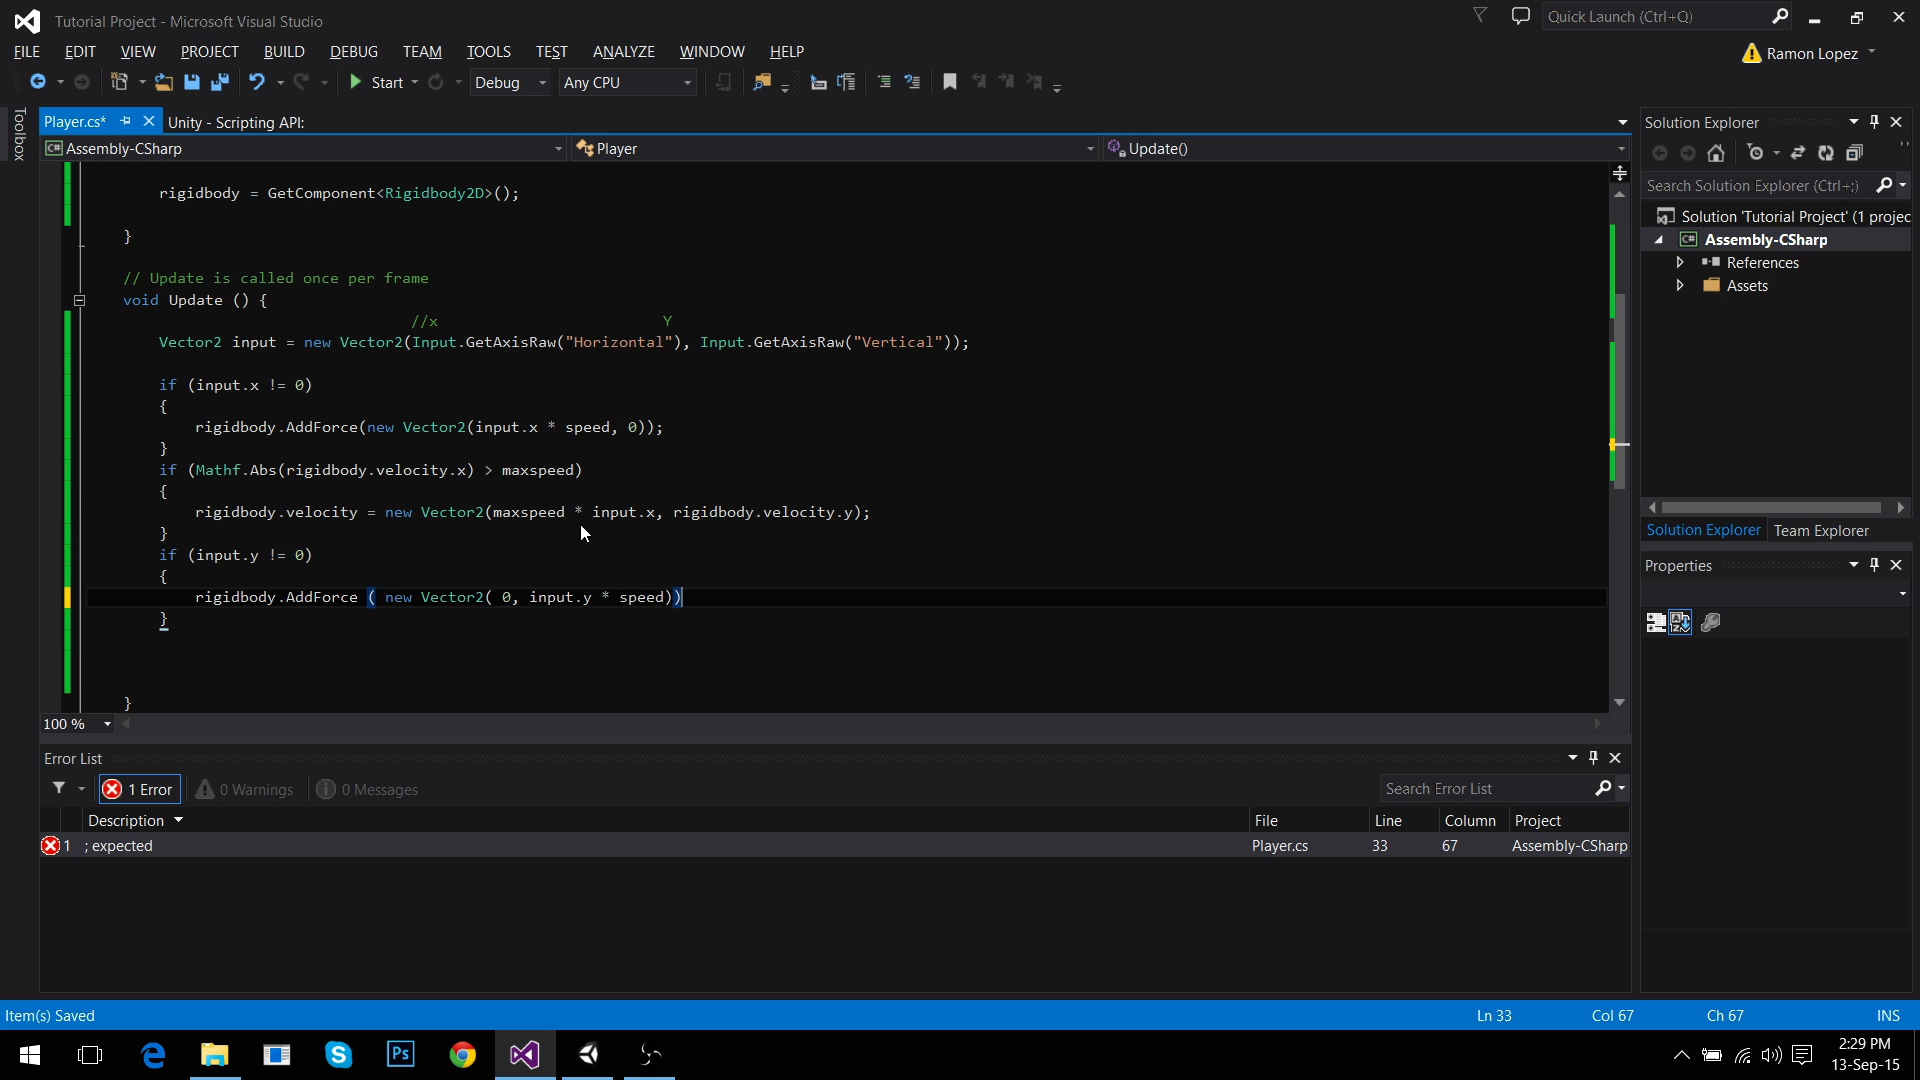 Tutorial Project - Microsoft Visual Studio
Quick Launch (Ctrl+Q)
FILE EDIT VIEW PROJECT BUILD DEBUG TEAM TOOLS TEST ANALYZE WINDOW HELP
Ramon Lopez
Start Debug Any CPU
Toolbox
Player.cs* Unity - Scripting API:
Assembly-CSharp Player Update()
rigidbody = GetComponent<Rigidbody2D>();
}
// Update is called once per frame
void Update () {
//x Y
Vector2 input = new Vector2(Input.GetAxisRaw("Horizontal"), Input.GetAxisRaw("Vertical"));
if (input.x != 0)
{
rigidbody.AddForce(new Vector2(input.x * speed, 0));
}
if (Mathf.Abs(rigidbody.velocity.x) > maxspeed)
{
rigidbody.velocity = new Vector2(maxspeed * input.x, rigidbody.velocity.y);
}
if (input.y != 0)
{
rigidbody.AddForce ( new Vector2( 0, input.y * speed))
}
}
100 %
Solution Explorer
Search Solution Explorer (Ctrl+;)
Solution 'Tutorial Project' (1 projec
C# Assembly-CSharp
References
Assets
Solution Explorer Team Explorer
Properties
Error List
1 Error 0 Warnings 0 Messages
Search Error List
Description File Line Column Project
1 ; expected Player.cs 33 67 Assembly-CSharp
Item(s) Saved Ln 33 Col 67 Ch 67 INS
Ps
2:29 PM
13-Sep-15